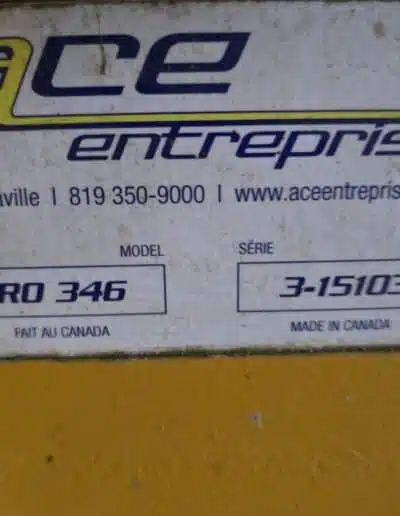 ace
entrepris
ville | 819 350-9000 | www.aceentrepris
MODEL SÉRIE
RO 346 3-15103
FAIT AU CANADA MADE IN CANADA